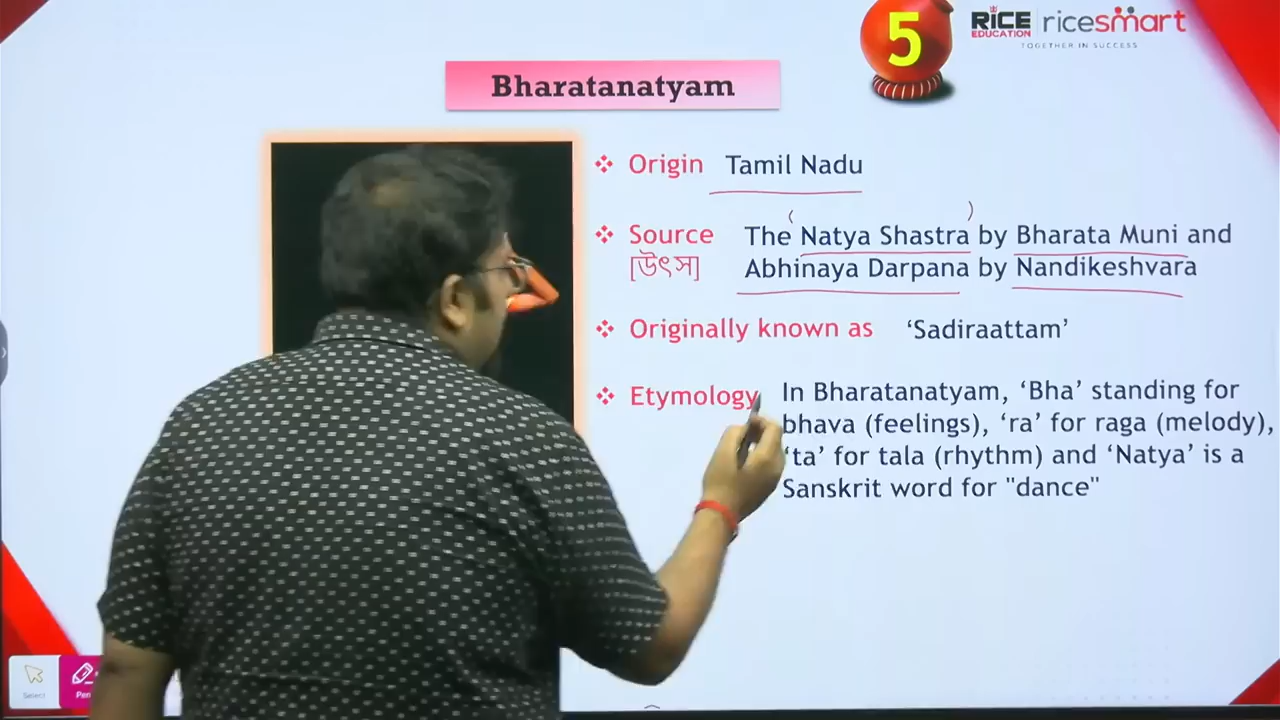 5
RICE EDUCATION ricesmart
TOGETHER IN SUCCESS
Bharatanatyam
Origin Tamil Nadu
Source The Natya Shastra by Bharata Muni and
[উৎস] Abhinaya Darpana by Nandikeshvara
Originally known as ‘Sadiraattam’
Etymology In Bharatanatyam, ‘Bha’ standing for
bhava (feelings), ‘ra’ for raga (melody),
‘ta’ for tala (rhythm) and ‘Natya’ is a
Sanskrit word for "dance"
Select